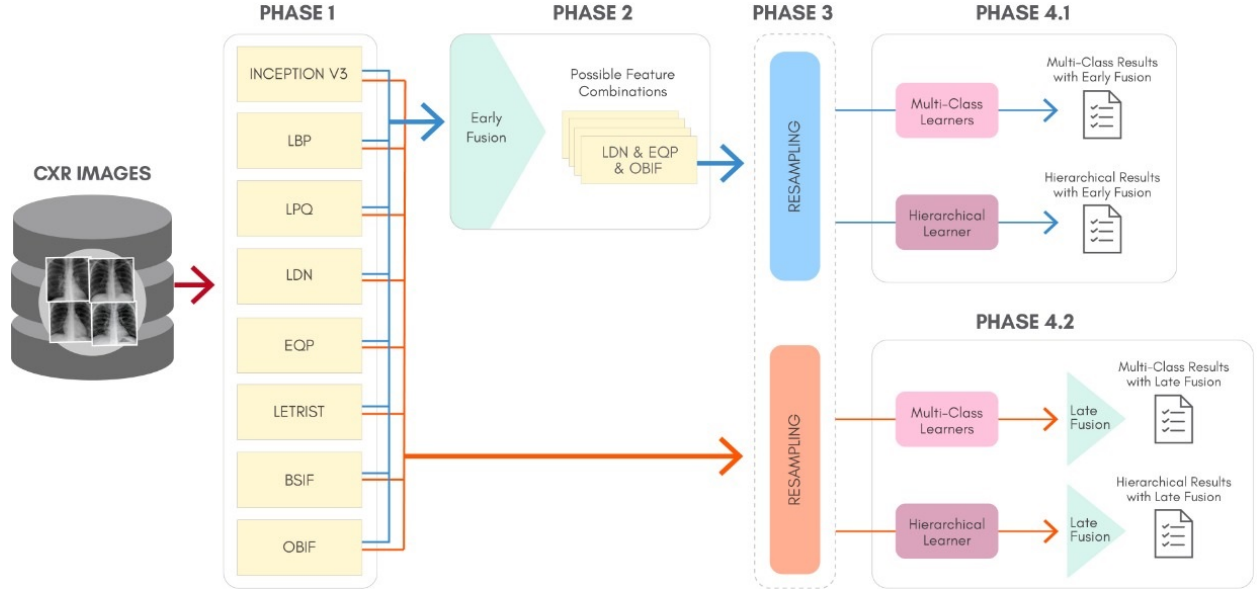 PHASE 1
PHASE 2
PHASE 3
PHASE 4.1
CXR IMAGES
INCEPTION V3
LBP
LPQ
LDN
EQP
LETRIST
BSIF
OBIF
Early
Fusion
Possible Feature
Combinations
LDN & EQP
& OBIF
RESAMPLING
Multi-Class
Learners
Multi-Class Results
with Early Fusion
Hierarchical
Learner
Hierarchical Results
with Early Fusion
PHASE 4.2
RESAMPLING
Multi-Class
Learners
Late
Fusion
Multi-Class Results
with Late Fusion
Hierarchical
Learner
Late
Fusion
Hierarchical Results
with Late Fusion